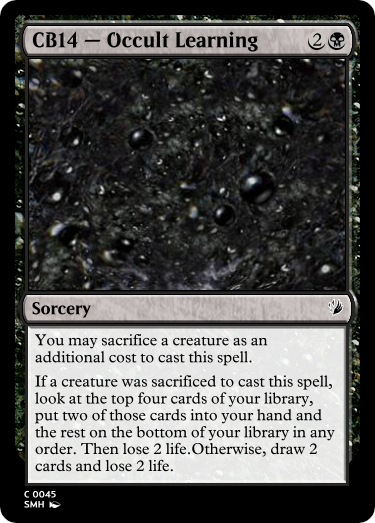 CB14 — Occult Learning 2
Sorcery
You may sacrifice a creature as an
additional cost to cast this spell.
If a creature was sacrificed to cast this spell,
look at the top four cards of your library,
put two of those cards into your hand and
the rest on the bottom of your library in any
order. Then lose 2 life.Otherwise, draw 2
cards and lose 2 life.
C 0045
SMH